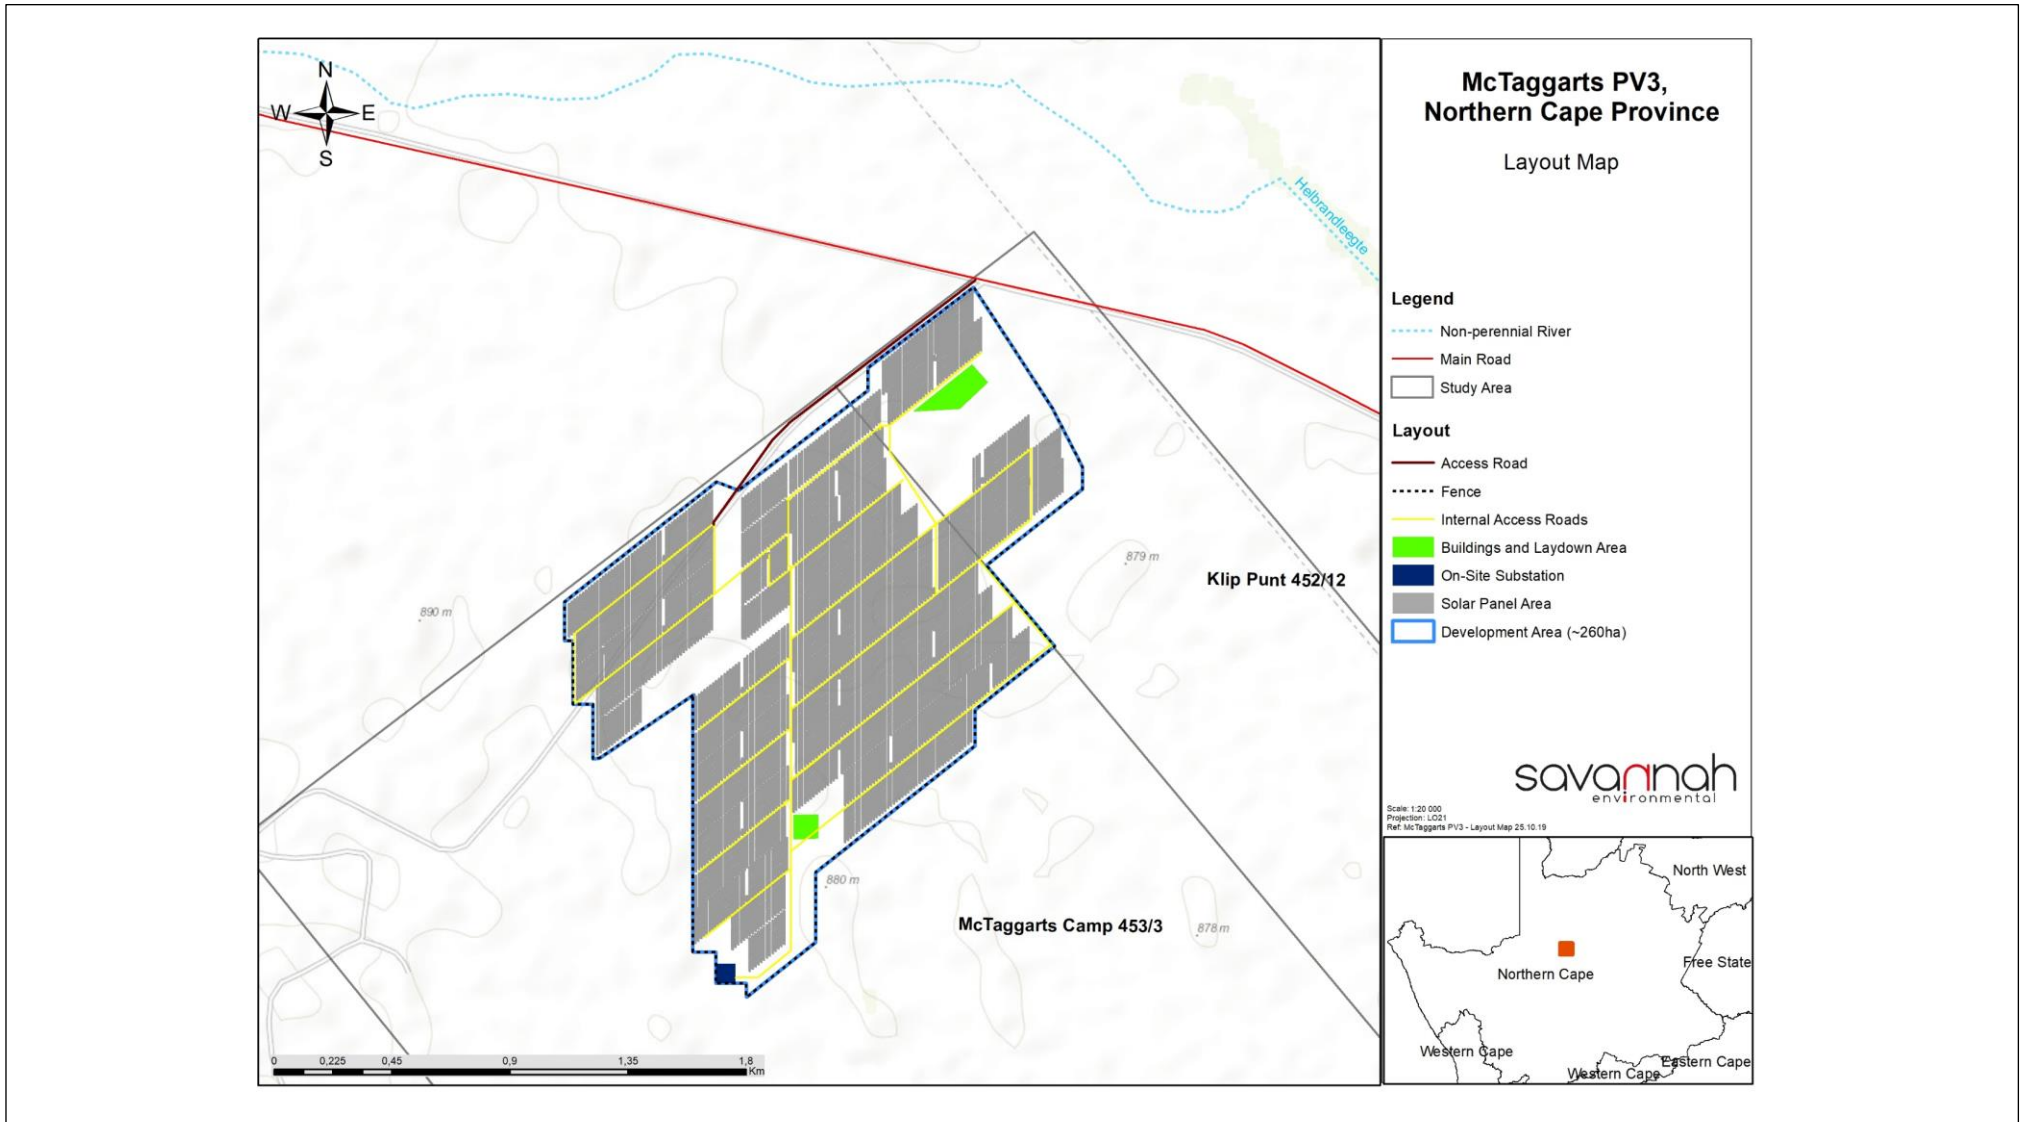 McTaggarts PV3,
Northern Cape Province
Layout Map
N
W
E
S
Helbrandleegte
Legend
Non-perennial River
Main Road
Study Area
Layout
Access Road
Fence
Internal Access Roads
Buildings and Laydown Area
On-Site Substation
Solar Panel Area
Development Area (~260ha)
879 m
Klip Punt 452/12
890 m
880 m
McTaggarts Camp 453/3
878 m
0 0,225 0,45 0,9 1,35 1,8
Km
savannah
environmental
Scale: 1:20 000
Projection: LO21
Ref: McTaggarts PV3 - Layout Map 25.10.19
North West
Free State
Northern Cape
Western Cape
Eastern Cape
Western Cape